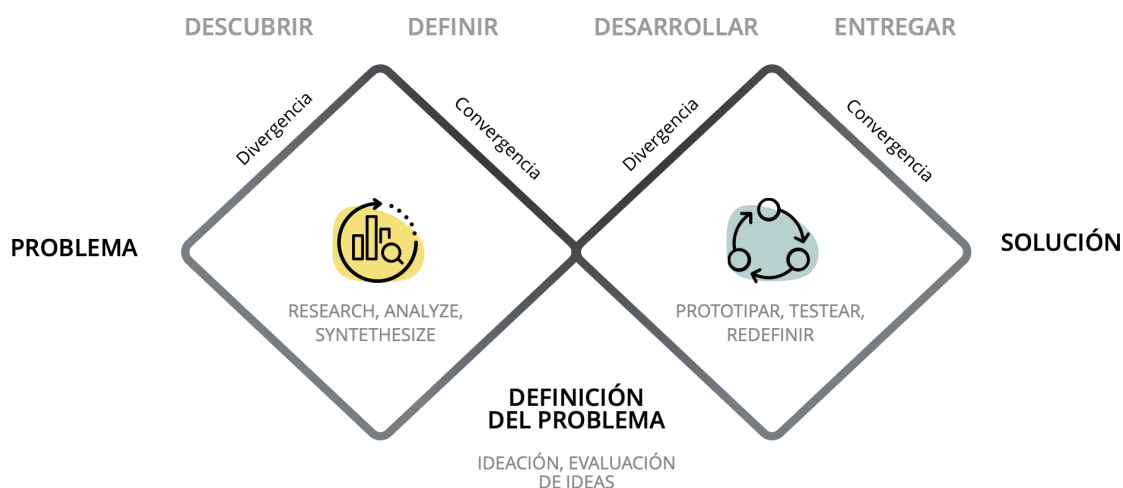 DESCUBRIR
DEFINIR
DESARROLLAR
ENTREGAR
Divergencia
Convergencia
Divergencia
Convergencia
PROBLEMA
SOLUCIÓN
RESEARCH, ANALYZE,
SYNTETHESIZE
PROTOTIPAR, TESTEAR,
REDEFINIR
DEFINICIÓN
DEL PROBLEMA
IDEACIÓN, EVALUACIÓN
DE IDEAS